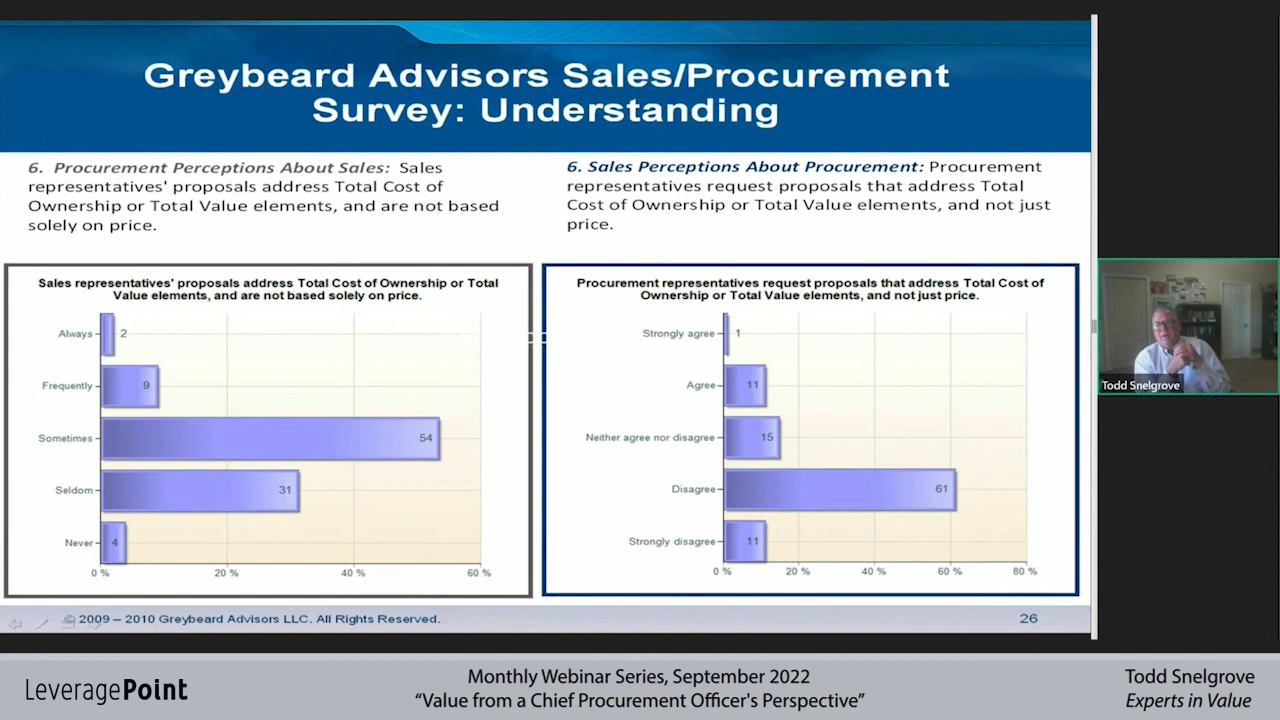 Greybeard Advisors Sales/Procurement
Survey: Understanding
6. Procurement Perceptions About Sales: Sales
representatives' proposals address Total Cost of
Ownership or Total Value elements, and are not based
solely on price.
6. Sales Perceptions About Procurement: Procurement
representatives request proposals that address Total
Cost of Ownership or Total Value elements, and not just
price.
Sales representatives' proposals address Total Cost of Ownership or Total
Value elements, and are not based solely on price.
Always 2
Frequently 9
Sometimes 54
Seldom 31
Never 4
0 % 20 % 40 % 60 %
Procurement representatives request proposals that address Total Cost of
Ownership or Total Value elements, and not just price.
Strongly agree 1
Agree 11
Neither agree nor disagree 15
Disagree 61
Strongly disagree 11
0 % 20 % 40 % 60 % 80 %
© 2009 – 2010 Greybeard Advisors LLC. All Rights Reserved.
26
Todd Snelgrove
LeveragePoint
Monthly Webinar Series, September 2022
“Value from a Chief Procurement Officer's Perspective”
Todd Snelgrove
Experts in Value